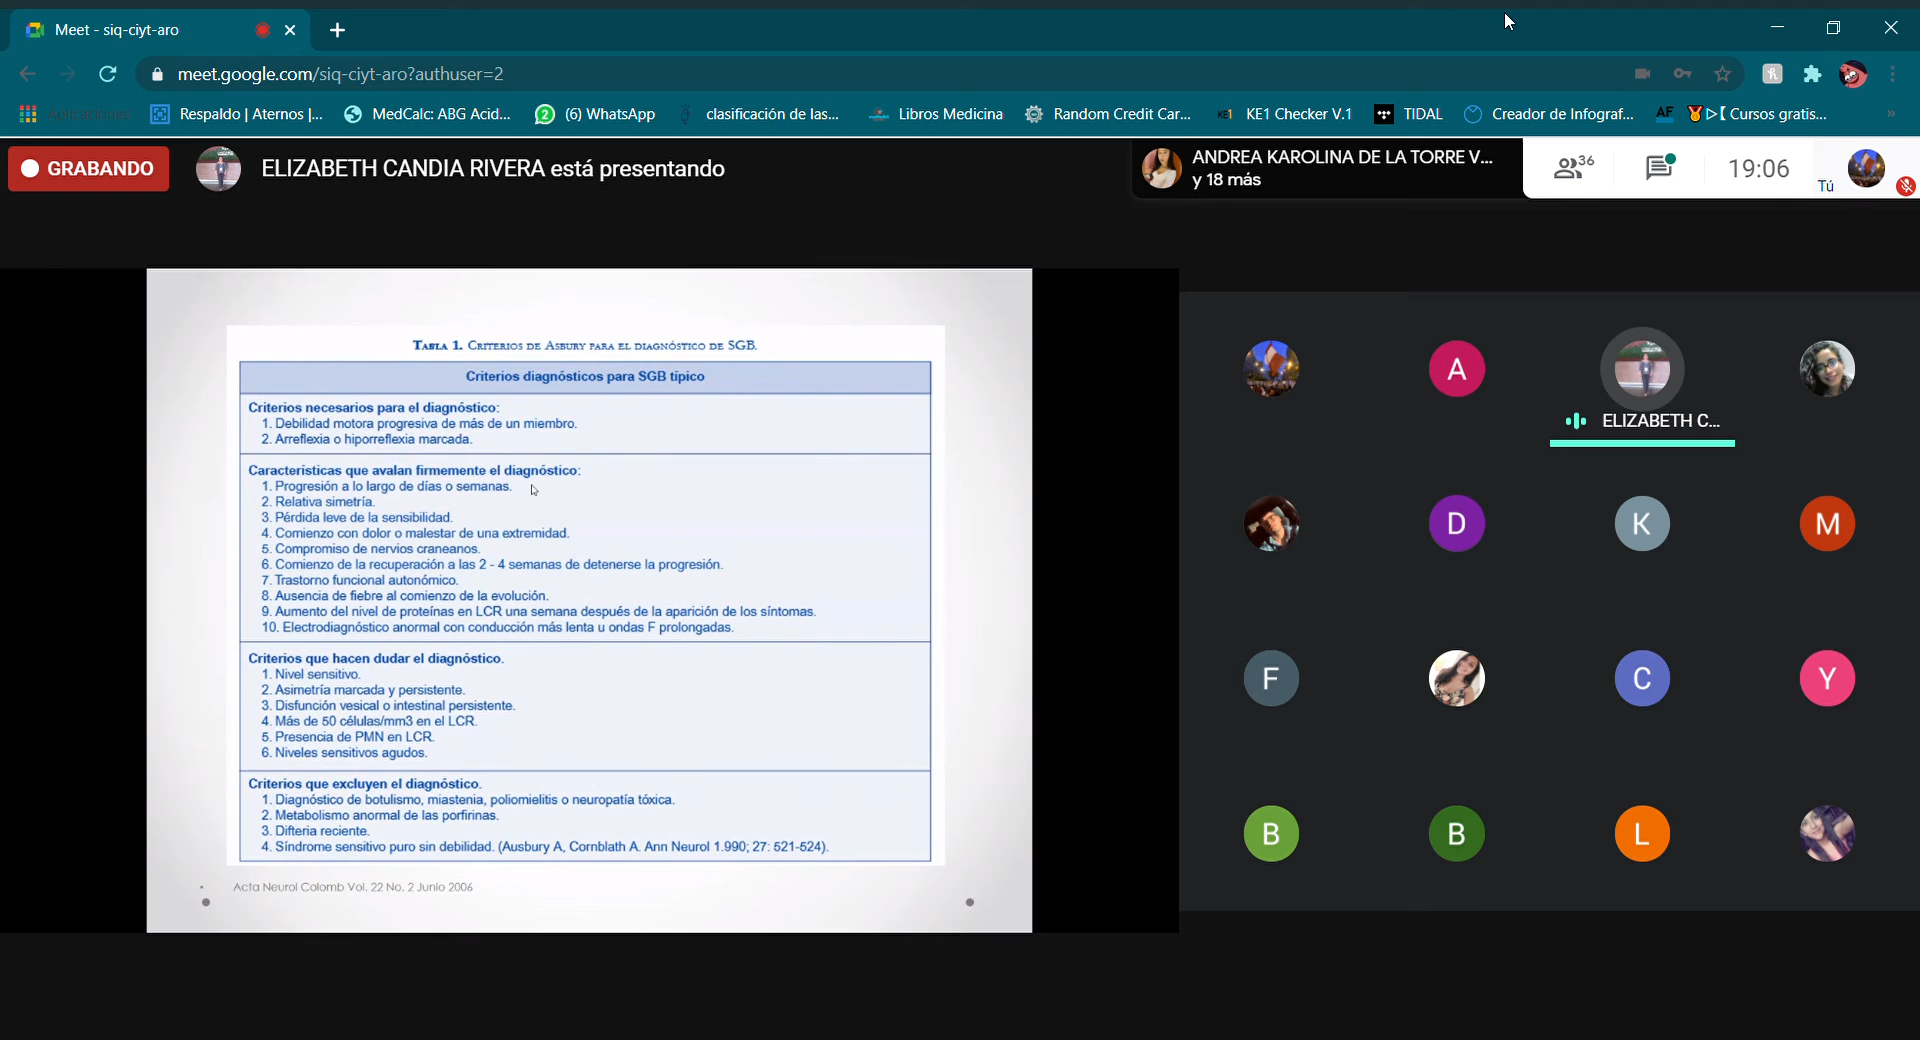 Meet - siq-ciyt-aro
meet.google.com/siq-ciyt-aro?authuser=2
Aplicaciones
Respaldo | Aternos |...
MedCalc: ABG Acid...
2
(6) WhatsApp
clasificación de las...
Libros Medicina
Random Credit Car...
KE1
KE1 Checker V.1
TIDAL
Creador de Infograf...
AF
▷【 Cursos gratis...
»
GRABANDO
ELIZABETH CANDIA RIVERA está presentando
ANDREA KAROLINA DE LA TORRE V...
y 18 más
36
19:06
Tú
TABLA 1. CRITERIOS DE ASBURY PARA EL DIAGNÓSTICO DE SGB.
Criterios diagnósticos para SGB típico
Criterios necesarios para el diagnóstico:
1. Debilidad motora progresiva de más de un miembro.
2. Arreflexia o hiporreflexia marcada.
Características que avalan firmemente el diagnóstico:
1. Progresión a lo largo de días o semanas.
2. Relativa simetría.
3. Pérdida leve de la sensibilidad.
4. Comienzo con dolor o malestar de una extremidad.
5. Compromiso de nervios craneanos.
6. Comienzo de la recuperación a las 2 - 4 semanas de detenerse la progresión.
7. Trastorno funcional autonómico.
8. Ausencia de fiebre al comienzo de la evolución.
9. Aumento del nivel de proteínas en LCR una semana después de la aparición de los síntomas.
10. Electrodiagnóstico anormal con conducción más lenta u ondas F prolongadas.
Criterios que hacen dudar el diagnóstico.
1. Nivel sensitivo.
2. Asimetría marcada y persistente.
3. Disfunción vesical o intestinal persistente.
4. Más de 50 células/mm3 en el LCR.
5. Presencia de PMN en LCR.
6. Niveles sensitivos agudos.
Criterios que excluyen el diagnóstico.
1. Diagnóstico de botulismo, miastenia, poliomielitis o neuropatía tóxica.
2. Metabolismo anormal de las porfirinas.
3. Difteria reciente.
4. Síndrome sensitivo puro sin debilidad. (Ausbury A, Cornblath A. Ann Neurol 1.990; 27: 521-524).
• Acta Neurol Colomb Vol. 22 No. 2 Junio 2006
A
ELIZABETH C...
D
K
M
F
C
Y
B
B
L